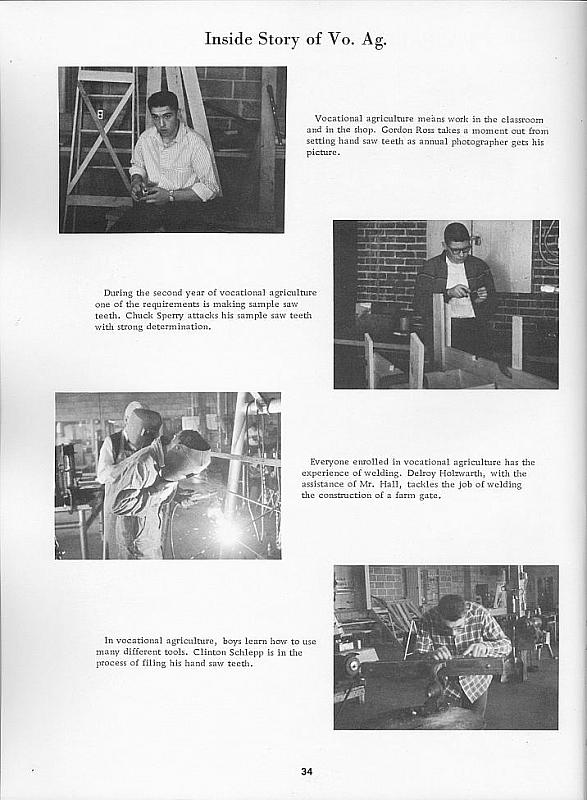 Inside Story of Vo. Ag.
Vocational agriculture means work in the classroom
and in the shop. Gordon Ross takes a moment out from
setting hand saw teeth as annual photographer gets his
picture.
During the second year of vocational agriculture
one of the requirements is making sample saw
teeth. Chuck Sperry attacks his sample saw teeth
with strong determination.
Everyone enrolled in vocational agriculture has the
experience of welding. Delroy Holzwarth, with the
assistance of Mr. Hall, tackles the job of welding
the construction of a farm gate.
In vocational agriculture, boys learn how to use
many different tools. Clinton Schlepp is in the
process of filing his hand saw teeth.
34